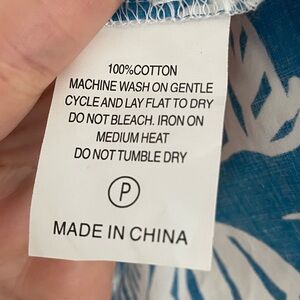 100%COTTON
MACHINE WASH ON GENTLE
CYCLE AND LAY FLAT TO DRY
DO NOT BLEACH. IRON ON
MEDIUM HEAT
DO NOT TUMBLE DRY
P
MADE IN CHINA